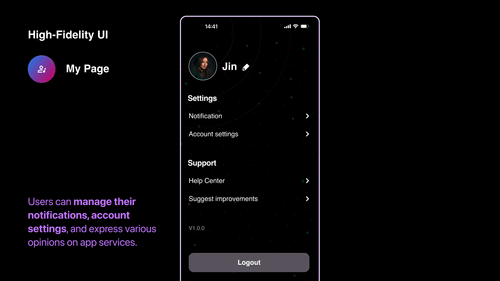 High-Fidelity UI
My Page
Users can manage their
notifications, account
settings, and express various
opinions on app services.
14:41
Jin
Settings
Notification
Account settings
Support
Help Center
Suggest improvements
V1.0.0
Logout